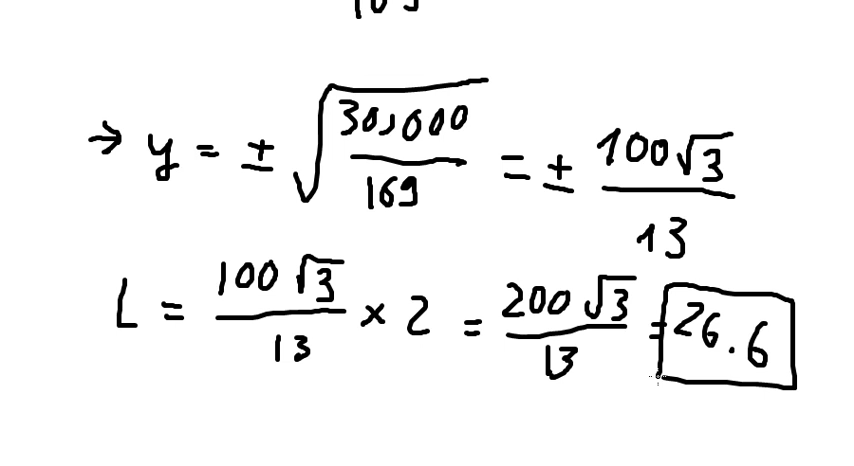 → y = ± √(30,000/169) = ± 100√3/13
L = 100√3/13 × 2 = 200√3/13 = 26.6